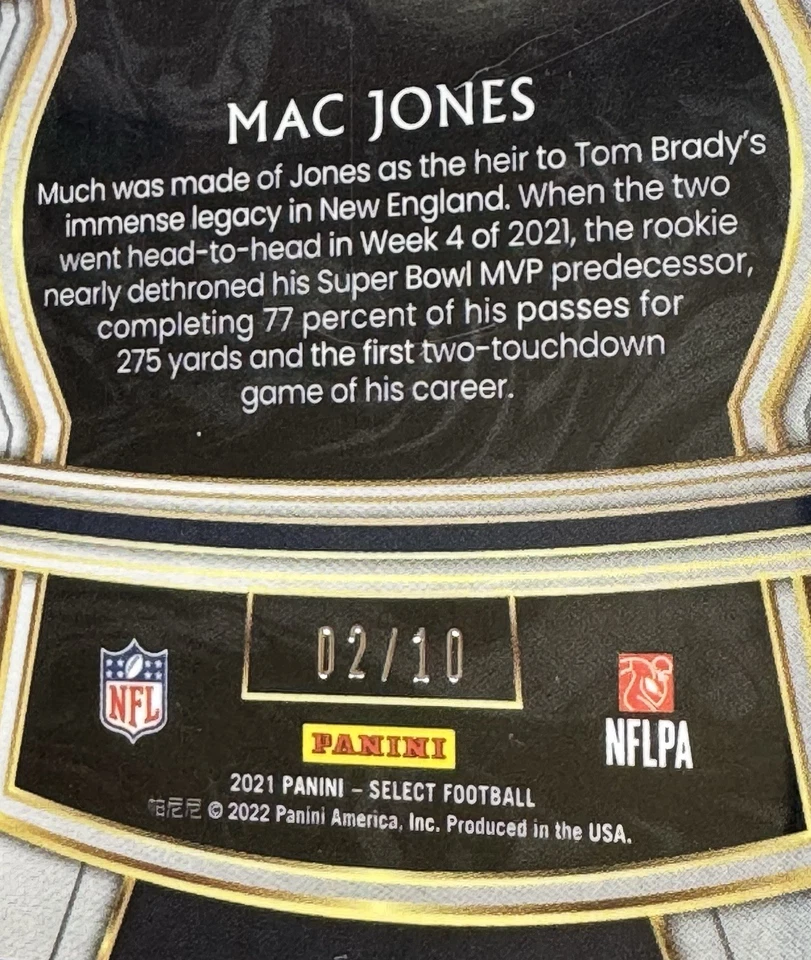 MAC JONES
Much was made of Jones as the heir to Tom Brady's
immense legacy in New England. When the two
went head-to-head in Week 4 of 2021, the rookie
nearly dethroned his Super Bowl MVP predecessor,
completing 77 percent of his passes for
275 yards and the first two-touchdown
game of his career.
02/10
NFL
PANINI
NFLPA
2021 PANINI – SELECT FOOTBALL
帕尼尼 © 2022 Panini America, Inc. Produced in the USA.